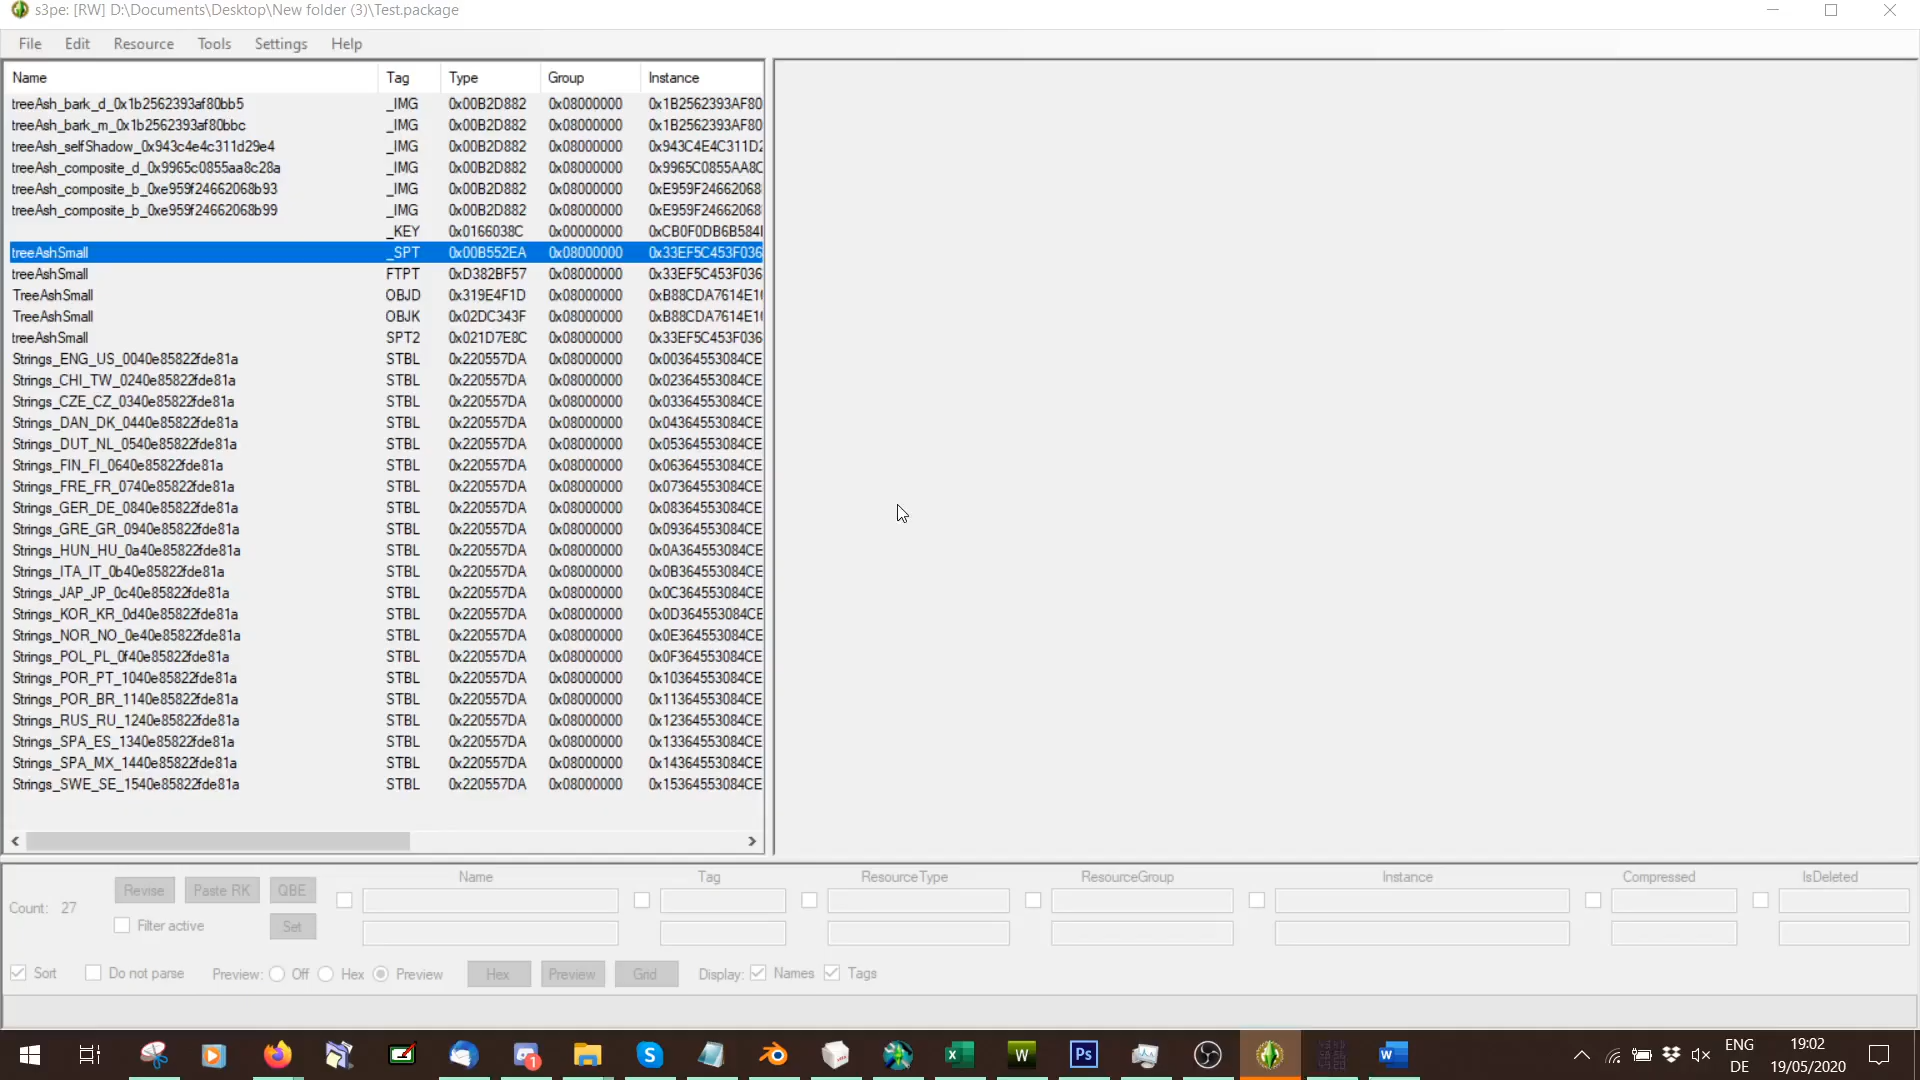 s3pe: [RW] D:\Documents\Desktop\New folder (3)\Test.package
File Edit Resource Tools Settings Help
Name Tag Type Group Instance
treeAsh_bark_d_0x1b2562393af80bb5 _IMG 0x00B2D882 0x08000000 0x1B2562393AF80
treeAsh_bark_m_0x1b2562393af80bbc _IMG 0x00B2D882 0x08000000 0x1B2562393AF80
treeAsh_selfShadow_0x943c4e4c311d29e4 _IMG 0x00B2D882 0x08000000 0x943C4E4C311D2
treeAsh_composite_d_0x9965c0855aa8c28a _IMG 0x00B2D882 0x08000000 0x9965C0855AA8C
treeAsh_composite_b_0xe959f24662068b93 _IMG 0x00B2D882 0x08000000 0xE959F24662068
treeAsh_composite_b_0xe959f24662068b99 _IMG 0x00B2D882 0x08000000 0xE959F24662068
_KEY 0x0166038C 0x00000000 0xCB0F0DB6B584
treeAshSmall _SPT 0x00B552EA 0x08000000 0x33EF5C453F036
treeAshSmall FTPT 0xD382BF57 0x08000000 0x33EF5C453F036
TreeAshSmall OBJD 0x319E4F1D 0x08000000 0xB88CDA7614E1
TreeAshSmall OBJK 0x02DC343F 0x08000000 0xB88CDA7614E1
treeAshSmall SPT2 0x021D7E8C 0x08000000 0x33EF5C453F036
Strings_ENG_US_0040e85822fde81a STBL 0x220557DA 0x08000000 0x00364553084CE
Strings_CHI_TW_0240e85822fde81a STBL 0x220557DA 0x08000000 0x02364553084CE
Strings_CZE_CZ_0340e85822fde81a STBL 0x220557DA 0x08000000 0x03364553084CE
Strings_DAN_DK_0440e85822fde81a STBL 0x220557DA 0x08000000 0x04364553084CE
Strings_DUT_NL_0540e85822fde81a STBL 0x220557DA 0x08000000 0x05364553084CE
Strings_FIN_FI_0640e85822fde81a STBL 0x220557DA 0x08000000 0x06364553084CE
Strings_FRE_FR_0740e85822fde81a STBL 0x220557DA 0x08000000 0x07364553084CE
Strings_GER_DE_0840e85822fde81a STBL 0x220557DA 0x08000000 0x08364553084CE
Strings_GRE_GR_0940e85822fde81a STBL 0x220557DA 0x08000000 0x09364553084CE
Strings_HUN_HU_0a40e85822fde81a STBL 0x220557DA 0x08000000 0x0A364553084CE
Strings_ITA_IT_0b40e85822fde81a STBL 0x220557DA 0x08000000 0x0B364553084CE
Strings_JAP_JP_0c40e85822fde81a STBL 0x220557DA 0x08000000 0x0C364553084CE
Strings_KOR_KR_0d40e85822fde81a STBL 0x220557DA 0x08000000 0x0D364553084CE
Strings_NOR_NO_0e40e85822fde81a STBL 0x220557DA 0x08000000 0x0E364553084CE
Strings_POL_PL_0f40e85822fde81a STBL 0x220557DA 0x08000000 0x0F364553084CE
Strings_POR_PT_1040e85822fde81a STBL 0x220557DA 0x08000000 0x10364553084CE
Strings_POR_BR_1140e85822fde81a STBL 0x220557DA 0x08000000 0x11364553084CE
Strings_RUS_RU_1240e85822fde81a STBL 0x220557DA 0x08000000 0x12364553084CE
Strings_SPA_ES_1340e85822fde81a STBL 0x220557DA 0x08000000 0x13364553084CE
Strings_SPA_MX_1440e85822fde81a STBL 0x220557DA 0x08000000 0x14364553084CE
Strings_SWE_SE_1540e85822fde81a STBL 0x220557DA 0x08000000 0x15364553084CE
Name Tag ResourceType ResourceGroup Instance Compressed IsDeleted
Revise Paste RK QBE
Count: 27
Filter active Set
Sort Do not parse Preview: Off Hex Preview Hex Preview Grid Display: Names Tags
ENG 19:02
DE 19/05/2020